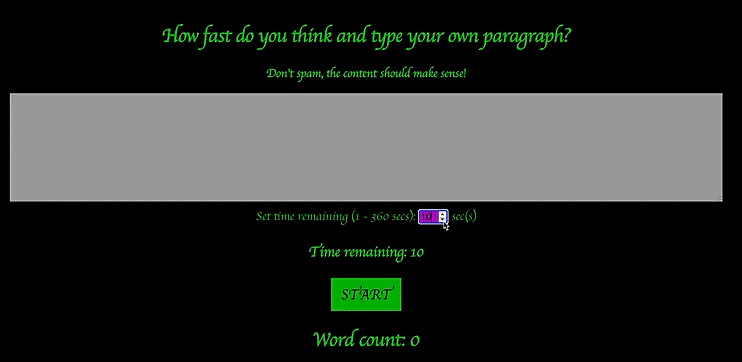 How fast do you think and type your own paragraph?
Don't spam, the content should make sense!
Set time remaining (1 - 360 secs): 10 sec(s)
Time remaining: 10
START
Word count: 0